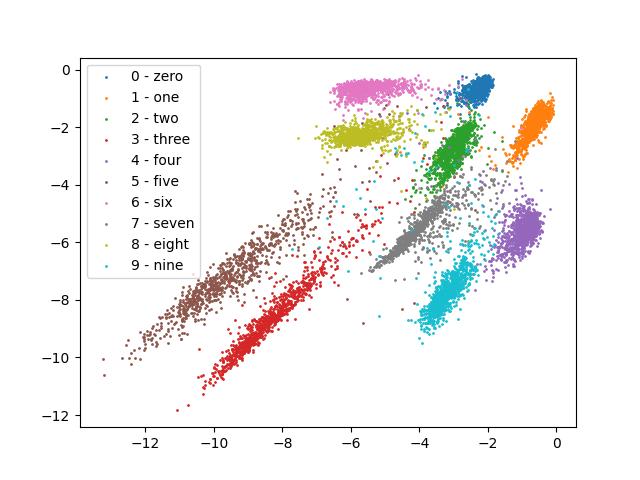 0 - zero
1 - one
2 - two
3 - three
4 - four
5 - five
6 - six
7 - seven
8 - eight
9 - nine
0
−2
−4
−6
−8
−10
−12
−12
−10
−8
−6
−4
−2
0